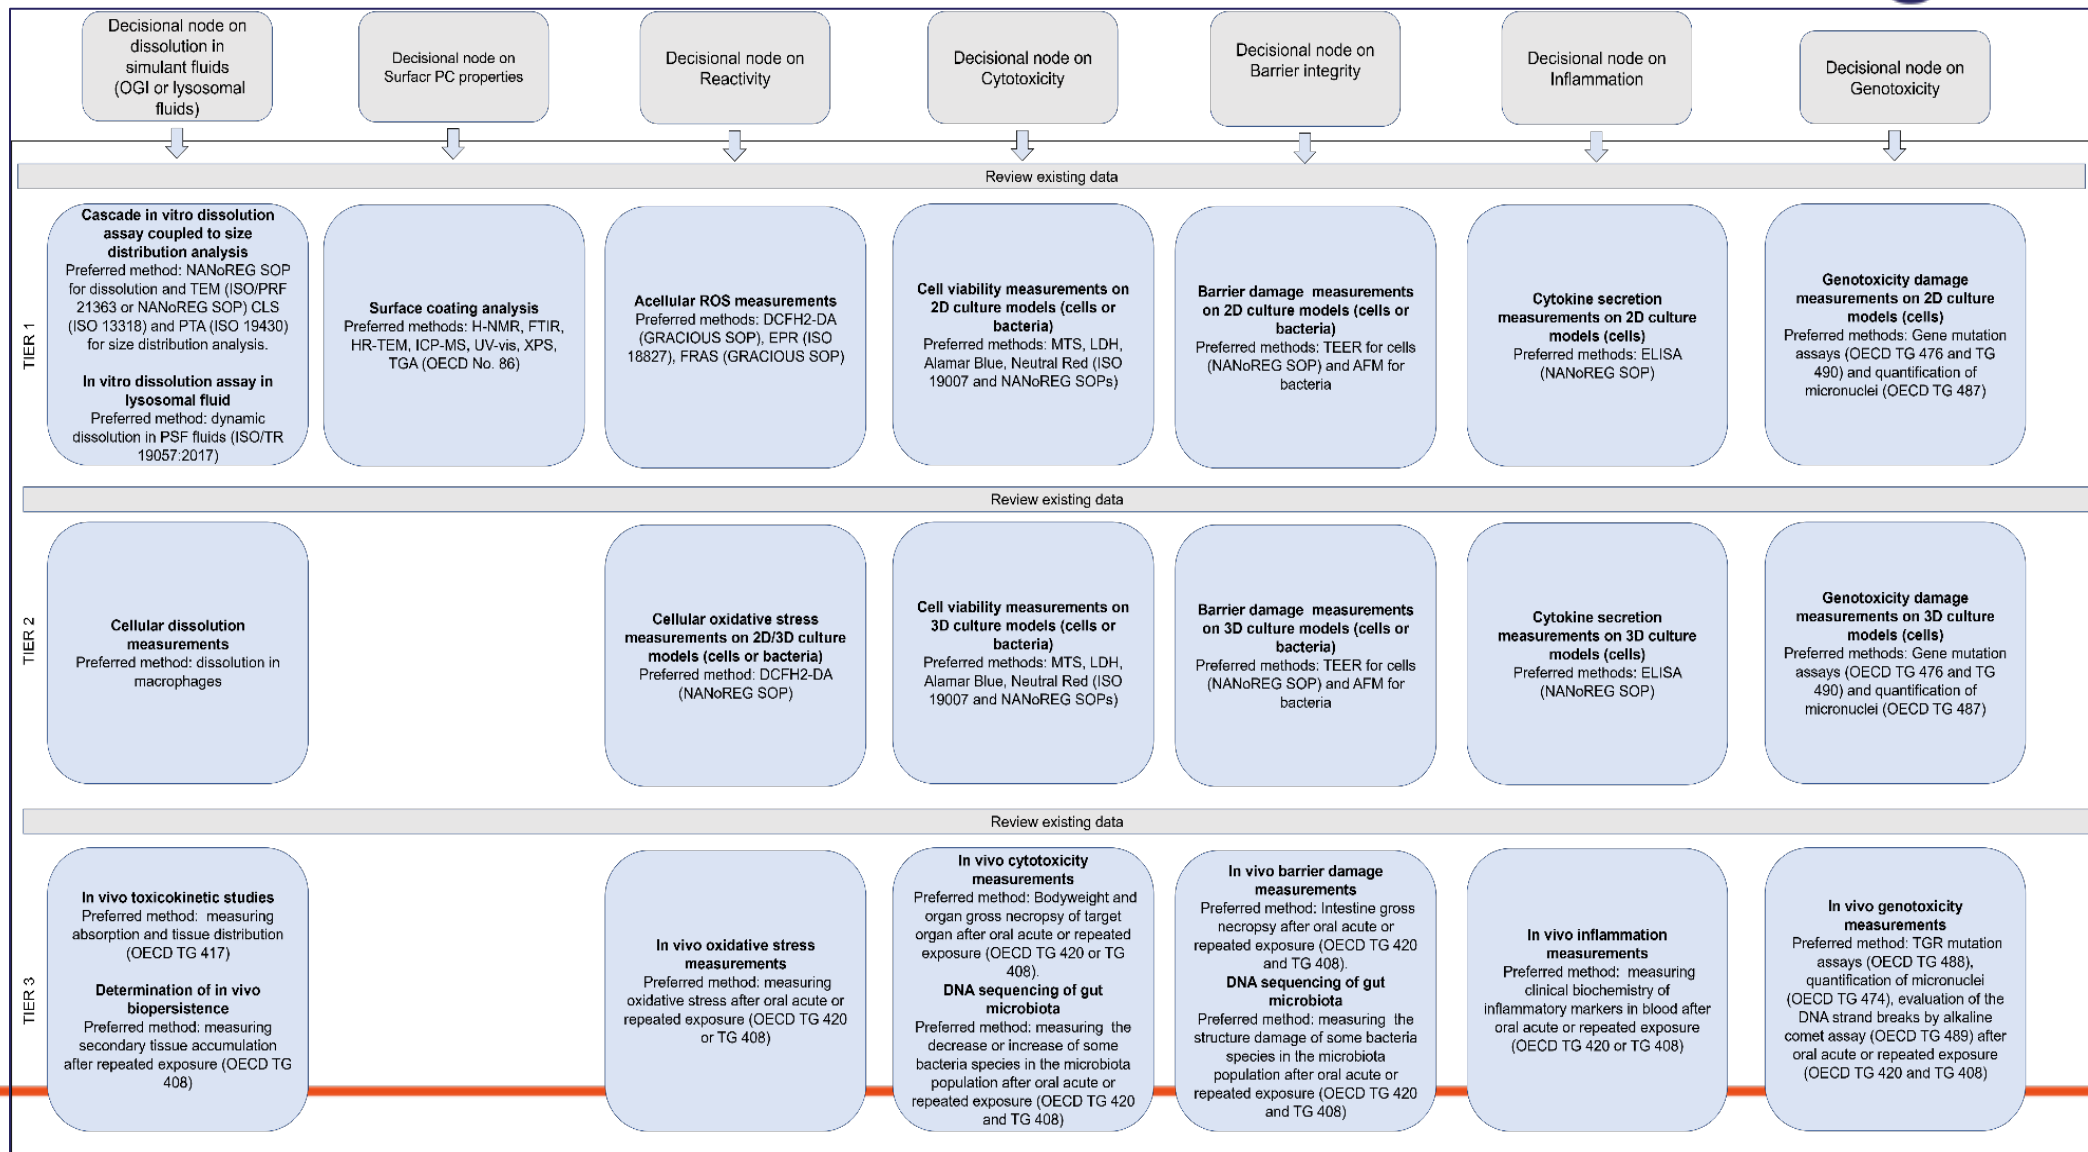 Decisional node on
dissolution in
simulant fluids
(OGI or lysosomal
fluids)
Decisional node on
Surfacr PC properties
Decisional node on
Reactivity
Decisional node on
Cytotoxicity
Decisional node on
Barrier integrity
Decisional node on
Inflammation
Decisional node on
Genotoxicity
Review existing data
TIER 1
Cascade in vitro dissolution
assay coupled to size
distribution analysis
Preferred method: NANoREG SOP
for dissolution and TEM (ISO/PRF
21363 or NANoREG SOP) CLS
(ISO 13318) and PTA (ISO 19430)
for size distribution analysis.
In vitro dissolution assay in
lysosomal fluid
Preferred method: dynamic
dissolution in PSF fluids (ISO/TR
19057:2017)
Surface coating analysis
Preferred methods: H-NMR, FTIR,
HR-TEM, ICP-MS, UV-vis, XPS,
TGA (OECD No. 86)
Acellular ROS measurements
Preferred methods: DCFH2-DA
(GRACIOUS SOP), EPR (ISO
18827), FRAS (GRACIOUS SOP)
Cell viability measurements on
2D culture models (cells or
bacteria)
Preferred methods: MTS, LDH,
Alamar Blue, Neutral Red (ISO
19007 and NANoREG SOPs)
Barrier damage  measurements
on 2D culture models (cells or
bacteria)
Preferred methods: TEER for cells
(NANoREG SOP) and AFM for
bacteria
Cytokine secretion
measurements on 2D culture
models (cells)
Preferred methods: ELISA
(NANoREG SOP)
Genotoxicity damage
measurements on 2D culture
models (cells)
Preferred methods: Gene mutation
assays (OECD TG 476 and TG
490) and quantification of
micronuclei (OECD TG 487)
Review existing data
TIER 2
Cellular dissolution
measurements
Preferred method: dissolution in
macrophages
Cellular oxidative stress
measurements on 2D/3D culture
models (cells or bacteria)
Preferred method: DCFH2-DA
(NANoREG SOP)
Cell viability measurements on
3D culture models (cells or
bacteria)
Preferred methods: MTS, LDH,
Alamar Blue, Neutral Red (ISO
19007 and NANoREG SOPs)
Barrier damage  measurements
on 3D culture models (cells or
bacteria)
Preferred methods: TEER for cells
(NANoREG SOP) and AFM for
bacteria
Cytokine secretion
measurements on 3D culture
models (cells)
Preferred methods: ELISA
(NANoREG SOP)
Genotoxicity damage
measurements on 3D culture
models (cells)
Preferred methods: Gene mutation
assays (OECD TG 476 and TG
490) and quantification of
micronuclei (OECD TG 487)
Review existing data
TIER 3
In vivo toxicokinetic studies
Preferred method:  measuring
absorption and tissue distribution
(OECD TG 417)
Determination of in vivo
biopersistence
Preferred method: measuring
secondary tissue accumulation
after repeated exposure (OECD TG
408)
In vivo oxidative stress
measurements
Preferred method: measuring
oxidative stress after oral acute or
repeated exposure (OECD TG 420
or TG 408)
In vivo cytotoxicity
measurements
Preferred method: Bodyweight and
organ gross necropsy of target
organ after oral acute or repeated
exposure (OECD TG 420 or TG
408).
DNA sequencing of gut
microbiota
Preferred method: measuring  the
decrease or increase of some
bacteria species in the microbiota
population after oral acute or
repeated exposure (OECD TG 420
and TG 408)
In vivo barrier damage
measurements
Preferred method: Intestine gross
necropsy after oral acute or
repeated exposure (OECD TG 420
and TG 408).
DNA sequencing of gut
microbiota
Preferred method: measuring  the
structure damage of some bacteria
species in the microbiota
population after oral acute or
repeated exposure (OECD TG 420
and TG 408)
In vivo inflammation
measurements
Preferred method:  measuring
clinical biochemistry of
inflammatory markers in blood after
oral acute or repeated exposure
(OECD TG 420 or TG 408)
In vivo genotoxicity
measurements
Preferred method: TGR mutation
assays (OECD TG 488),
quantification of micronuclei
(OECD TG 474), evaluation of the
DNA strand breaks by alkaline
comet assay (OECD TG 489) after
oral acute or repeated exposure
(OECD TG 420 and TG 408)